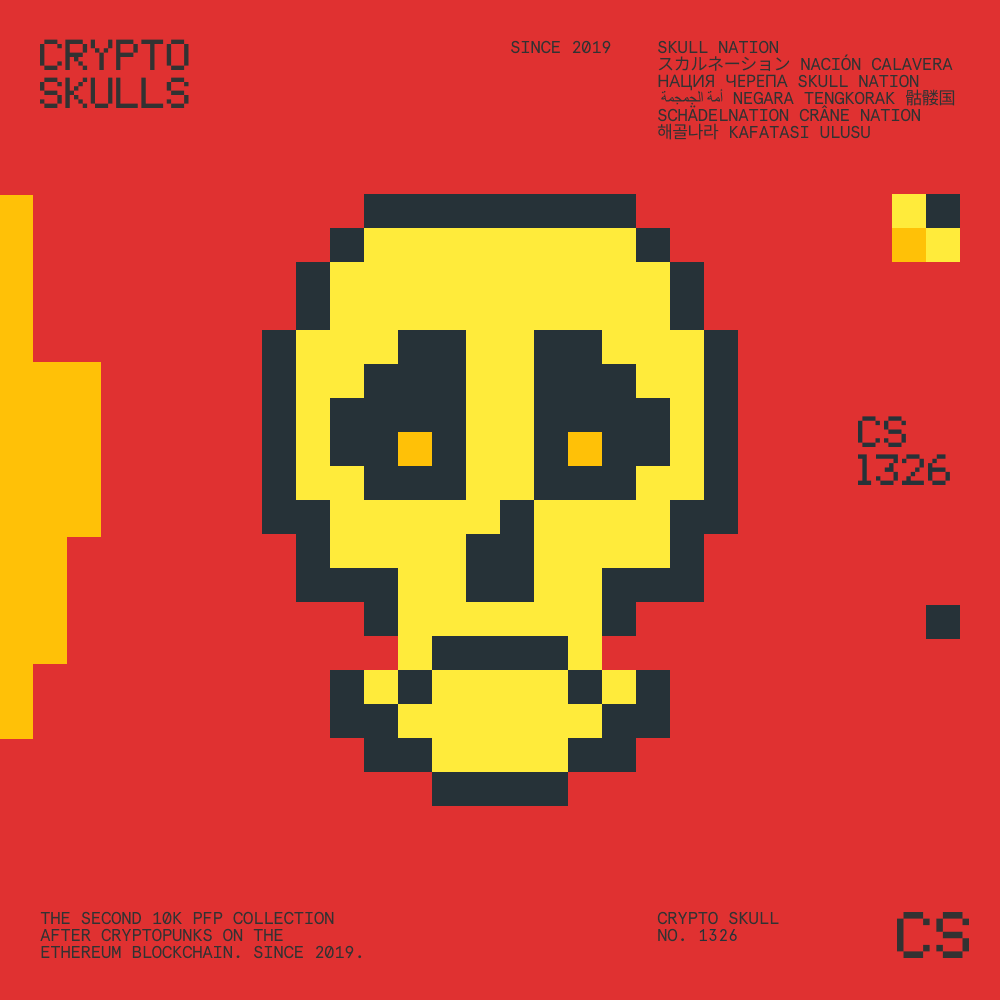 CRYPTO
SKULLS
SINCE 2019
SKULL NATION
スカルネーション NACIÓN CALAVERA
НАЦИЯ ЧЕРЕПА SKULL NATION
أمة الجمجمة NEGARA TENGKORAK 骷髅国
SCHÄDELNATION CRÂNE NATION
해골나라 KAFATASI ULUSU
CS
1326
THE SECOND 10K PFP COLLECTION
AFTER CRYPTOPUNKS ON THE
ETHEREUM BLOCKCHAIN. SINCE 2019.
CRYPTO SKULL
NO. 1326
CS